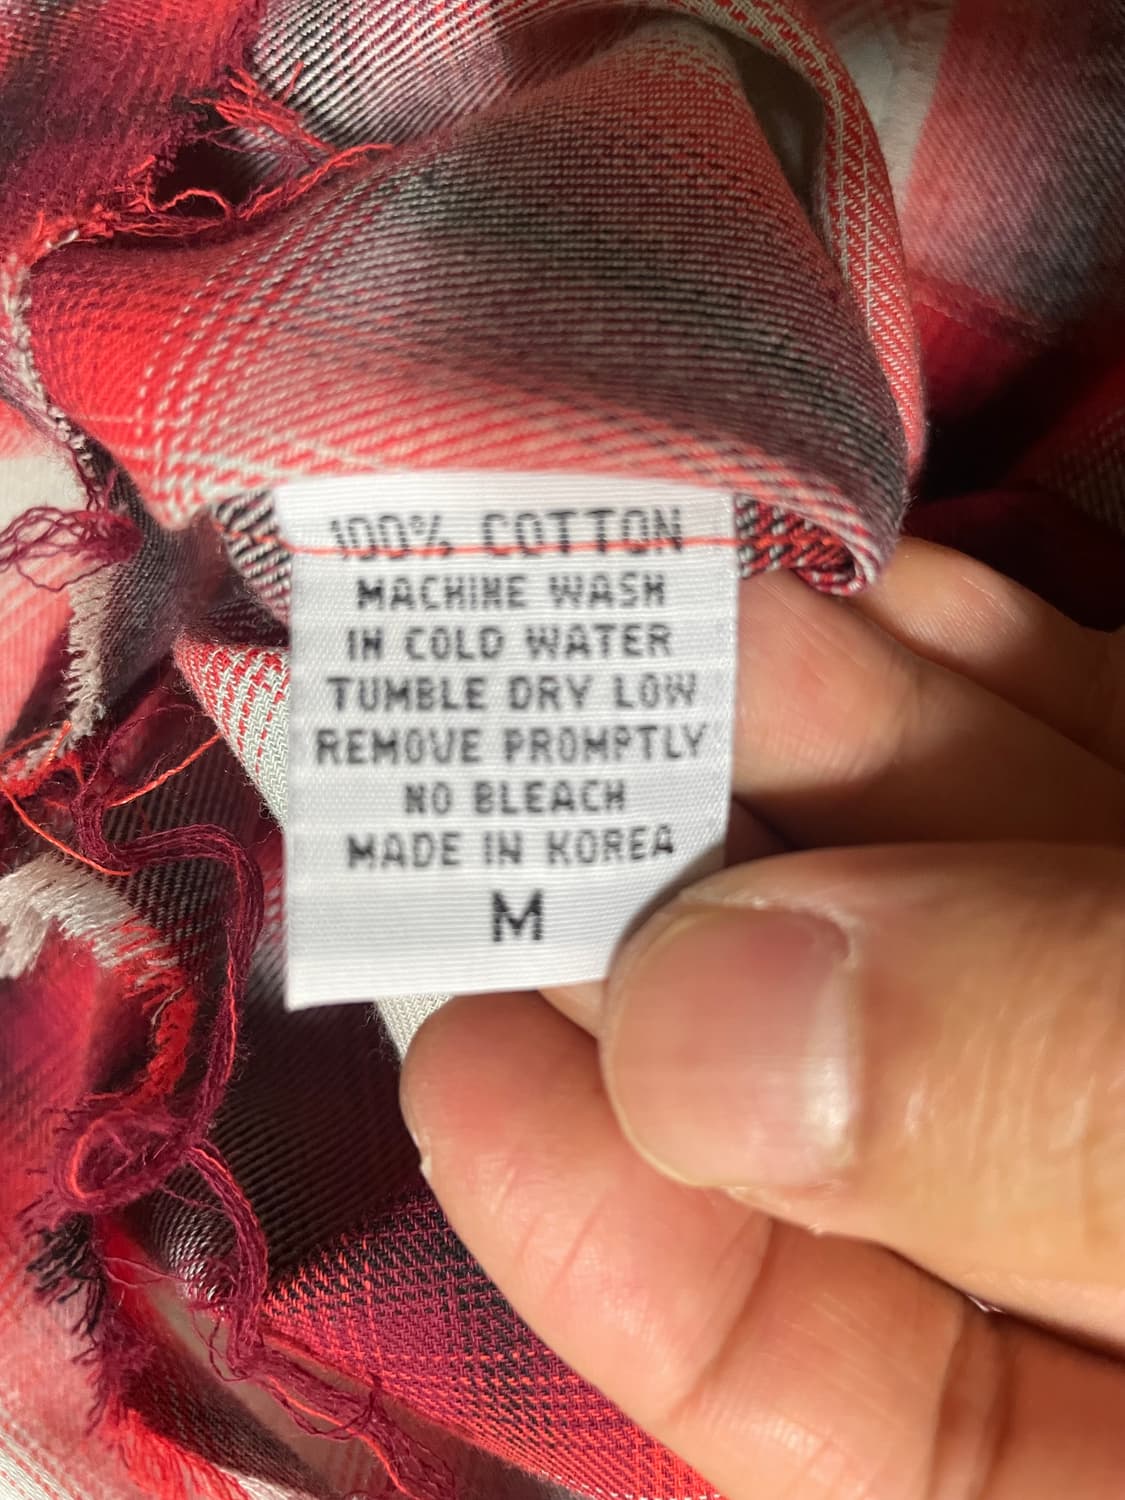 100% COTTON
MACHINE WASH
IN COLD WATER
TUMBLE DRY LOW
REMOVE PROMPTLY
NO BLEACH
MADE IN KOREA
M